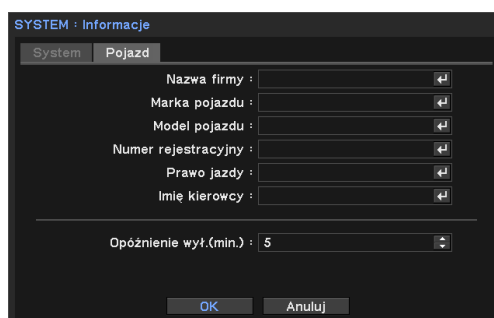 SYSTEM : Informacje
System Pojazd
Nazwa firmy :
Marka pojazdu :
Model pojazdu :
Numer rejestracyjny :
Prawo jazdy :
Imię kierowcy :
Opóźnienie wył.(min.) : 5
OK Anuluj